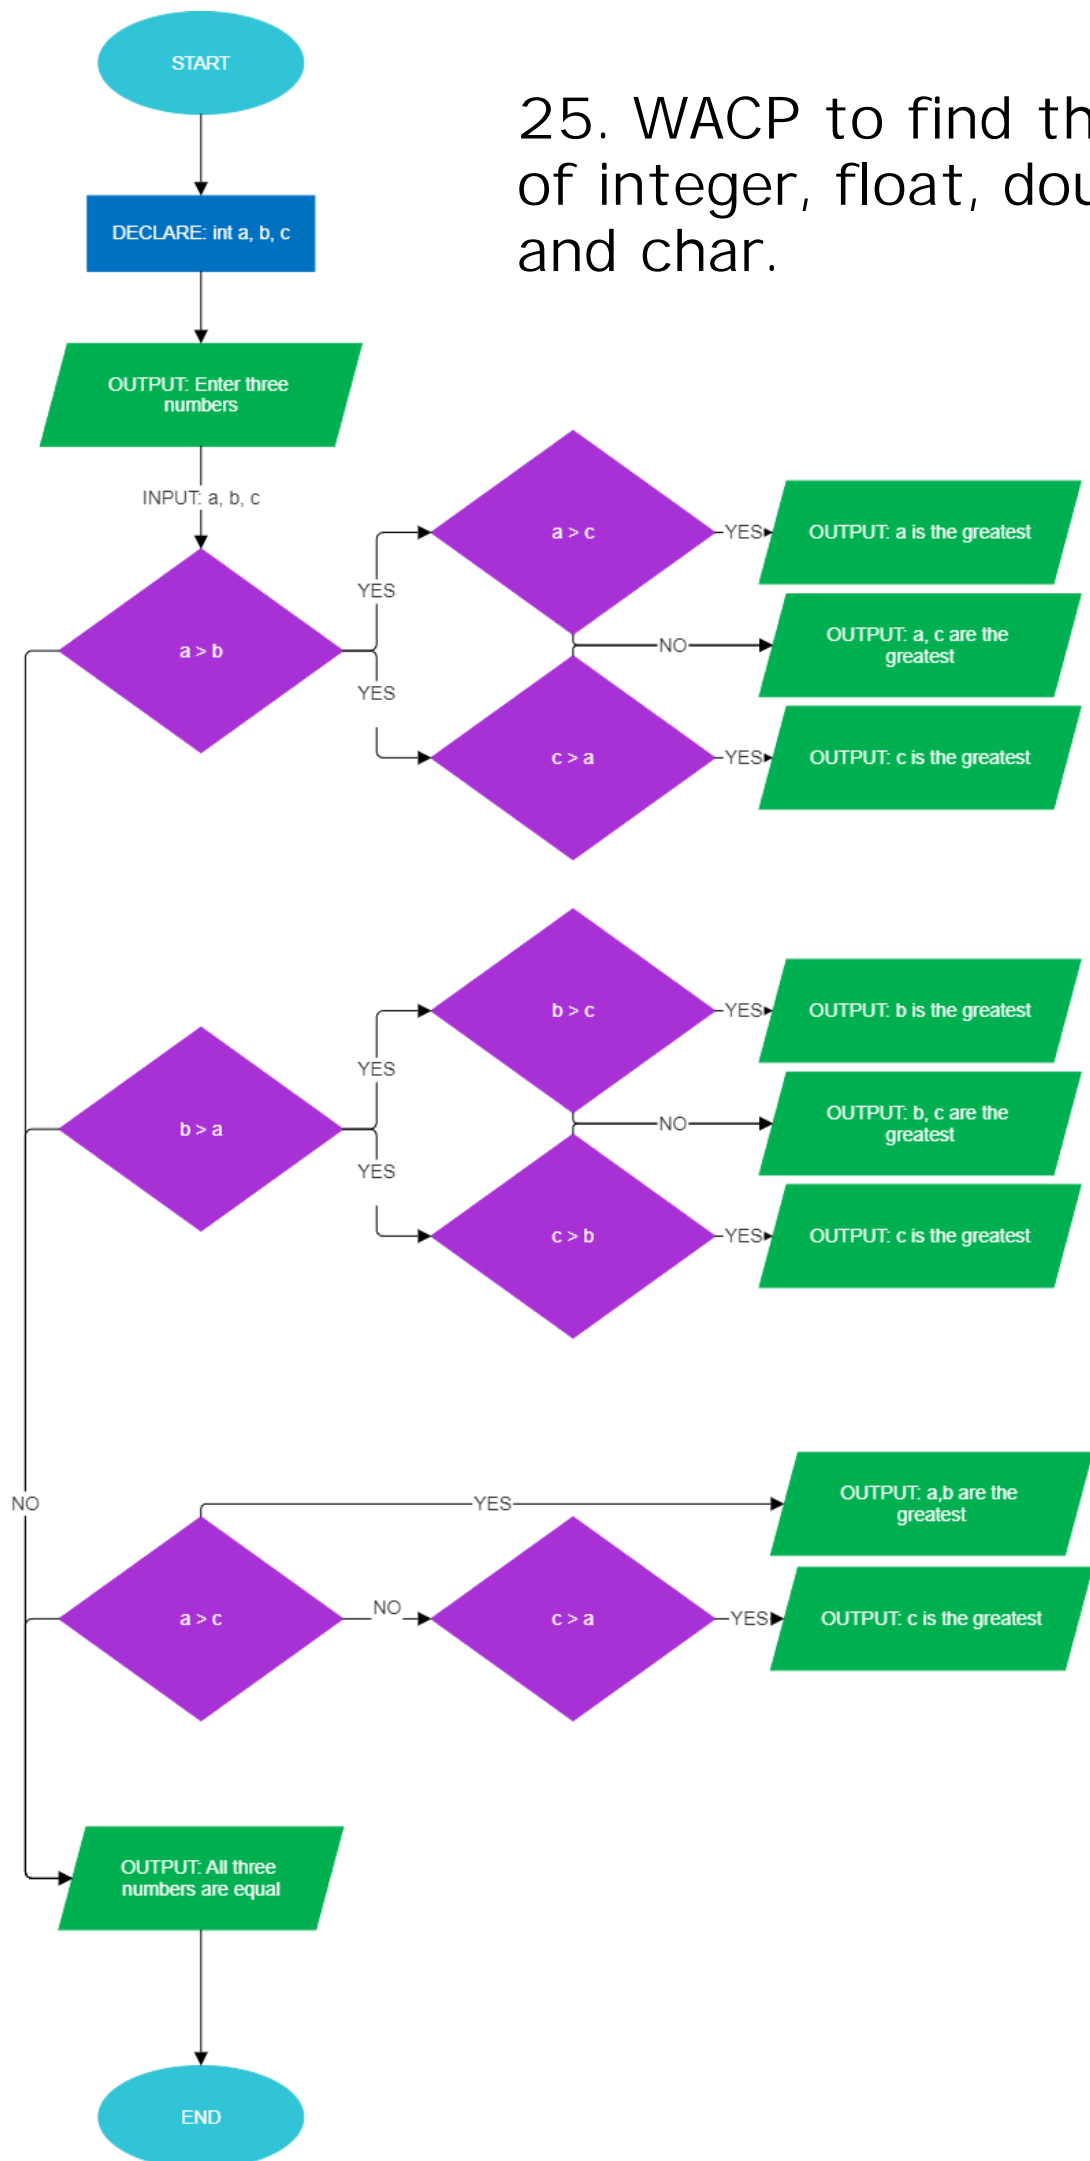 START
25. WACP to find th
of integer, float, dou
and char.
DECLARE: int a, b, c
OUTPUT: Enter three
numbers
INPUT: a, b, c
a > b
YES
YES
a > c
YES
OUTPUT: a is the greatest
NO
OUTPUT: a, c are the
greatest
c > a
YES
OUTPUT: c is the greatest
b > a
YES
YES
b > c
YES
OUTPUT: b is the greatest
NO
OUTPUT: b, c are the
greatest
c > b
YES
OUTPUT: c is the greatest
NO
YES
OUTPUT: a,b are the
greatest
a > c
NO
c > a
YES
OUTPUT: c is the greatest
OUTPUT: All three
numbers are equal
END